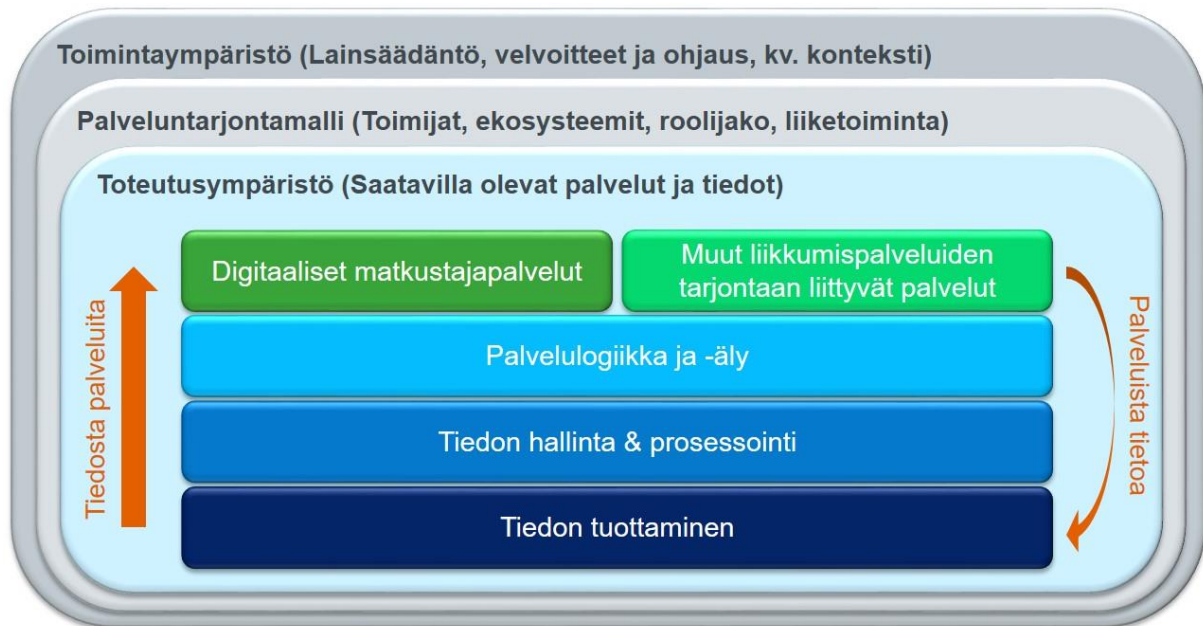 Toimintaympäristö (Lainsäädäntö, velvoitteet ja ohjaus, kv. konteksti)
Palveluntarjontamalli (Toimijat, ekosysteemit, roolijako, liiketoiminta)
Toteutusympäristö (Saatavilla olevat palvelut ja tiedot)
Tiedosta palveluita
Digitaaliset matkustajapalvelut
Muut liikkumispalveluiden
tarjontaan liittyvät palvelut
Palvelulogiikka ja -äly
Tiedon hallinta & prosessointi
Tiedon tuottaminen
Palveluista tietoa